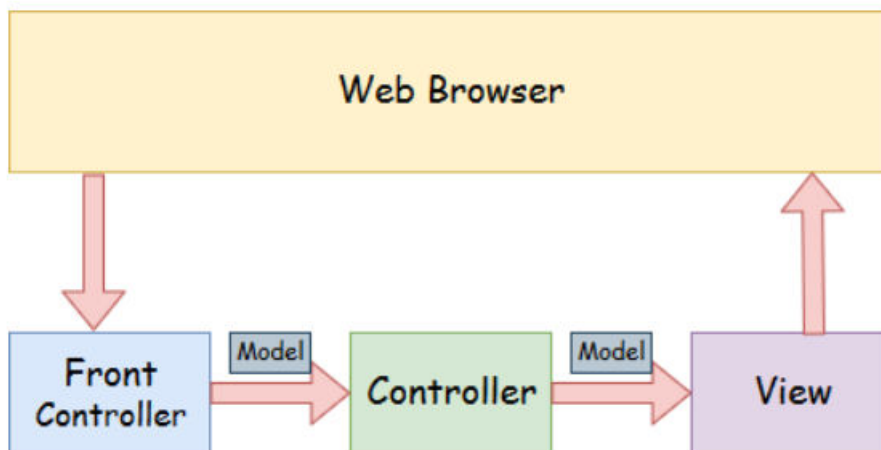 Web Browser
Front
Controller
Model
Controller
Model
View